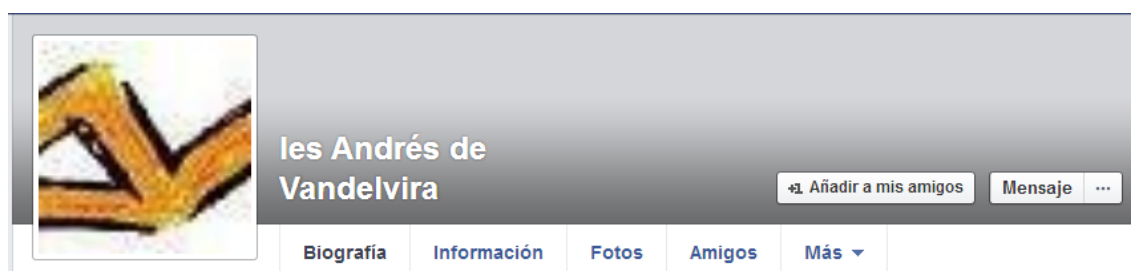 Ies Andrés de
Vandelvira
+1 Añadir a mis amigos Mensaje ...
Biografía Información Fotos Amigos Más